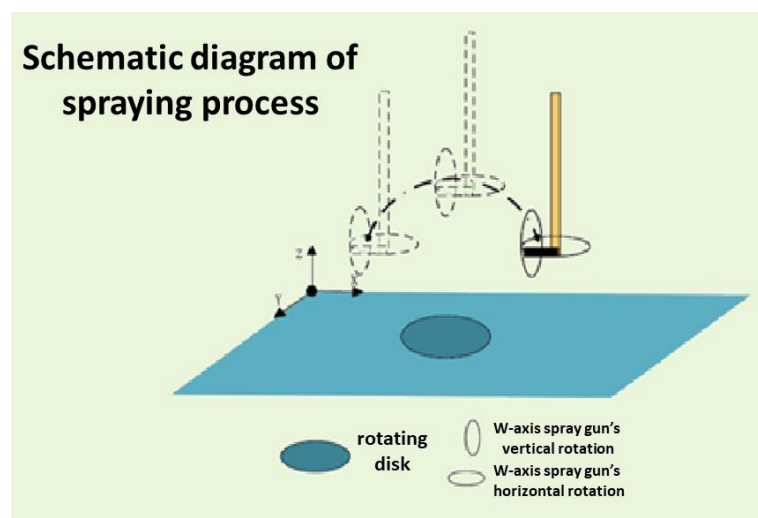 Schematic diagram of
spraying process
Z
X
Y
rotating
disk
W-axis spray gun's
vertical rotation
W-axis spray gun's
horizontal rotation